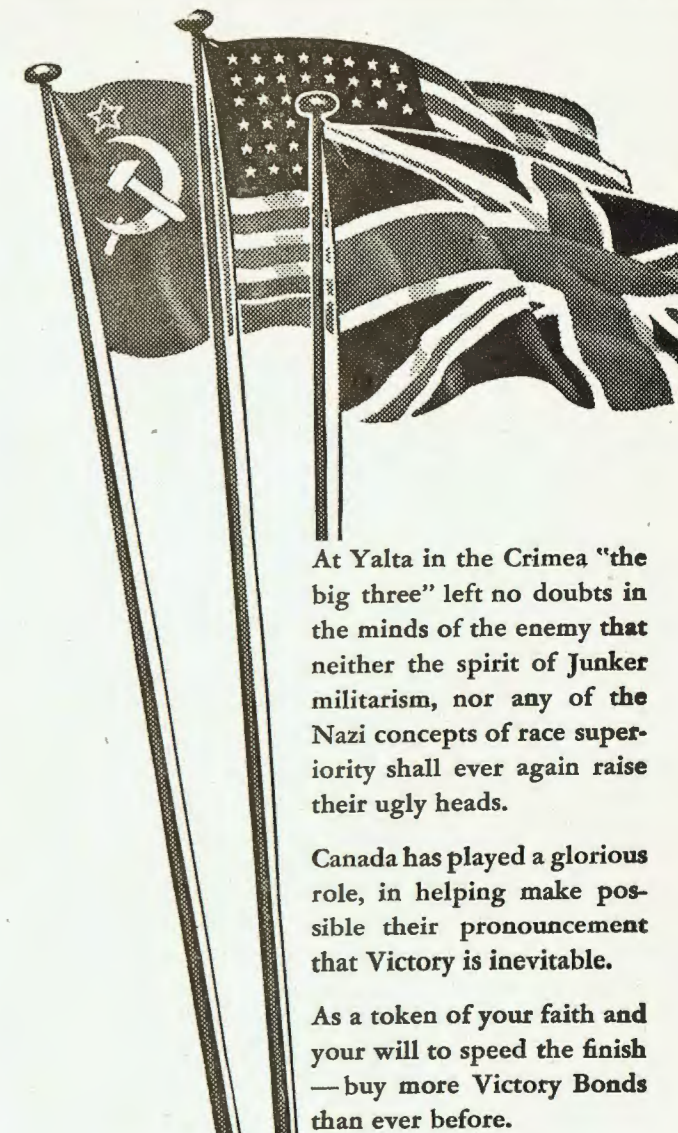 At Yalta in the Crimea "the
big three" left no doubts in
the minds of the enemy that
neither the spirit of Junker
militarism, nor any of the
Nazi concepts of race super-
iority shall ever again raise
their ugly heads.
Canada has played a glorious
role, in helping make pos-
sible their pronouncement
that Victory is inevitable.
As a token of your faith and
your will to speed the finish
— buy more Victory Bonds
than ever before.